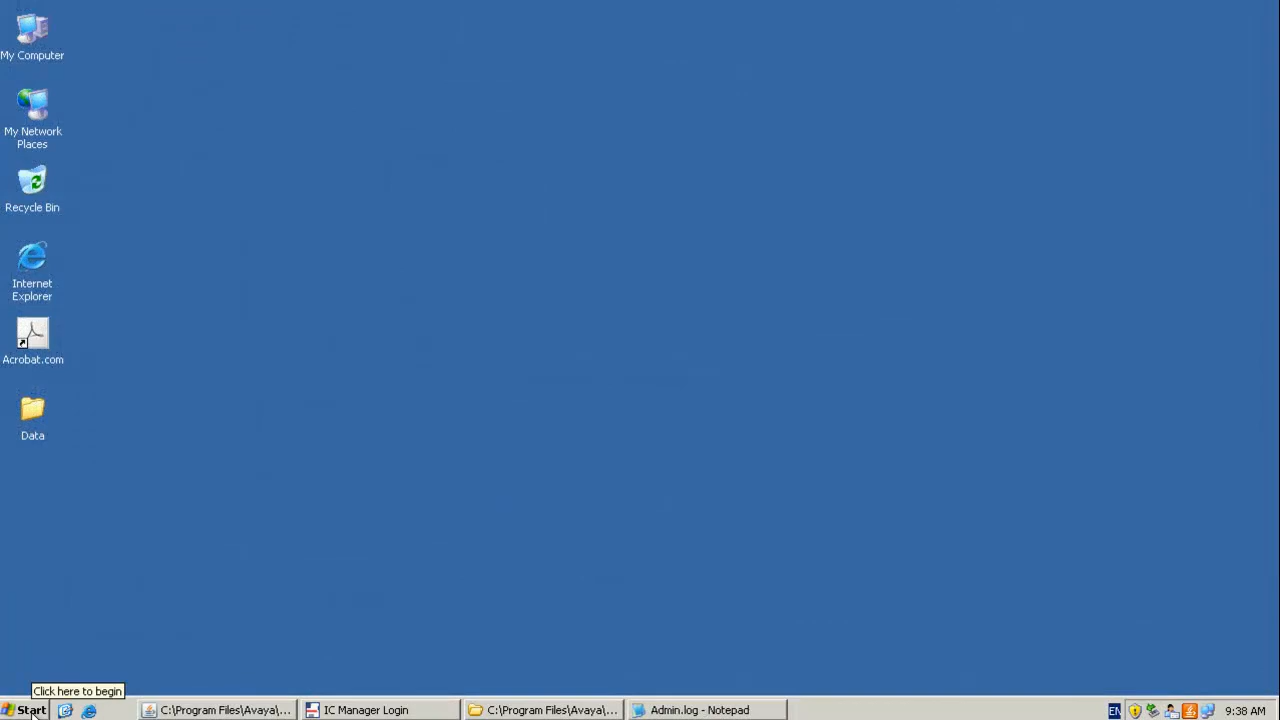 My Computer
My Network
Places
Recycle Bin
Internet
Explorer
Acrobat.com
Data
Click here to begin
Start
C:\Program Files\Avaya\...
IC Manager Login
C:\Program Files\Avaya\...
Admin.log - Notepad
EN
9:38 AM